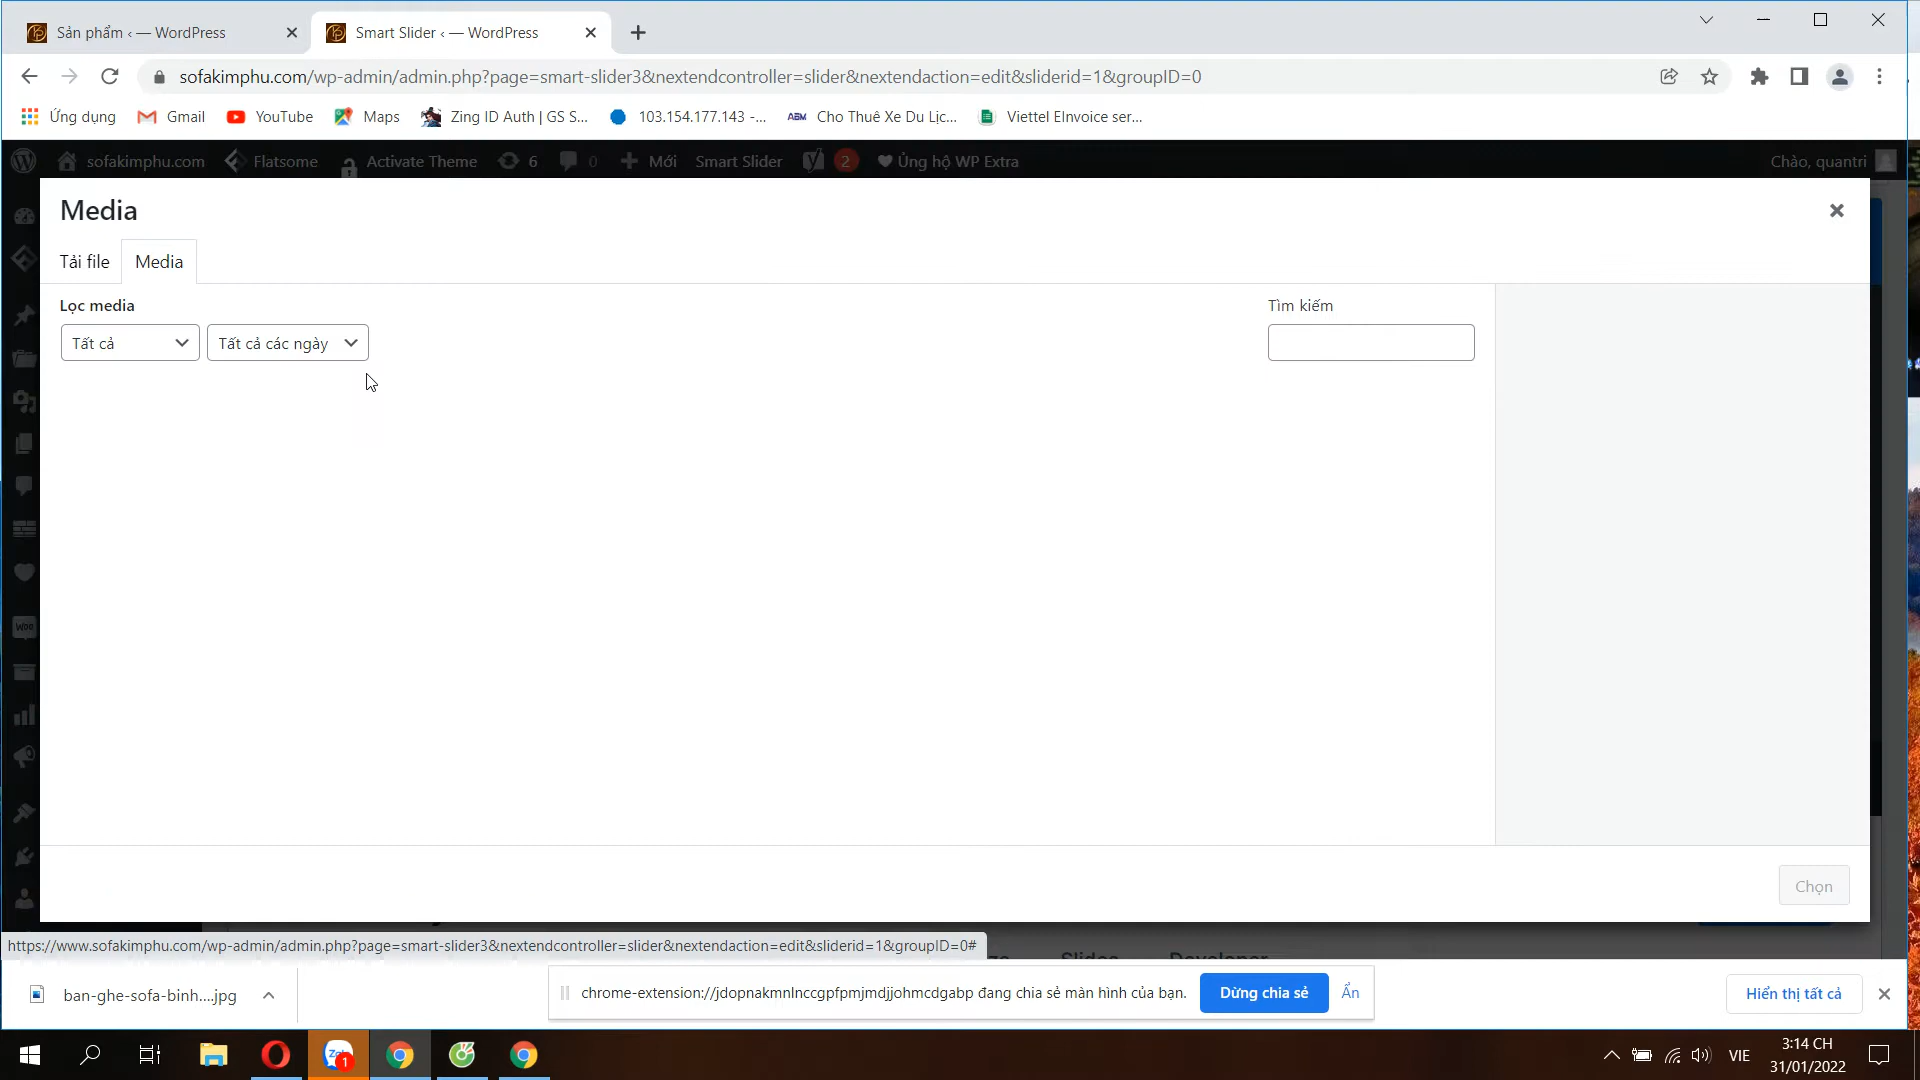 Sản phẩm ‹ — WordPress
Smart Slider ‹ — WordPress
sofakimphu.com/wp-admin/admin.php?page=smart-slider3&nextendcontroller=slider&nextendaction=edit&sliderid=1&groupID=0
Ứng dụng
Gmail
YouTube
Maps
Zing ID Auth | GS S...
103.154.177.143 -...
ABM
Cho Thuê Xe Du Lịc...
Viettel EInvoice ser...
sofakimphu.com
Flatsome
Activate Theme
6
0
Mới
Smart Slider
2
Ủng hộ WP Extra
Chào, quantri
Media
Tải file
Media
Lọc media
Tìm kiếm
Tất cả
Tất cả các ngày
Woo
Chọn
https://www.sofakimphu.com/wp-admin/admin.php?page=smart-slider3&nextendcontroller=slider&nextendaction=edit&sliderid=1&groupID=0#
Slides
Developer
ban-ghe-sofa-binh....jpg
chrome-extension://jdopnakmnlnccgpfpmjmdjjohmcdgabp đang chia sẻ màn hình của bạn.
Dừng chia sẻ
Ẩn
Hiển thị tất cả
1
VIE
3:14 CH
31/01/2022